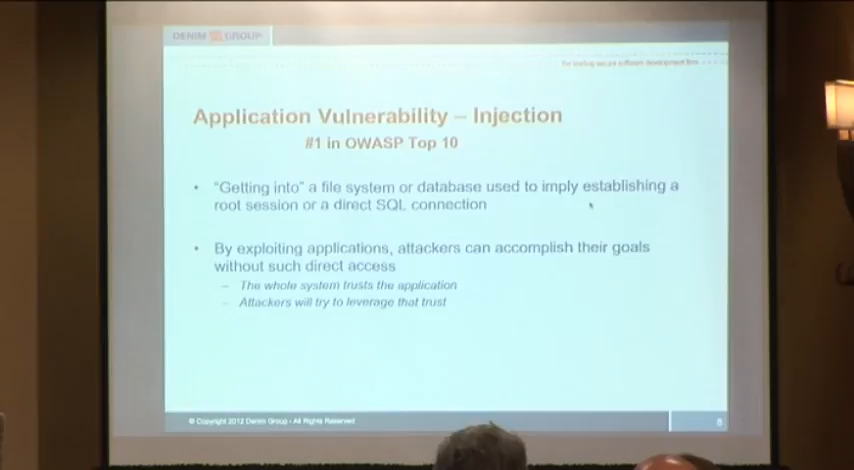 DENIM GROUP
Application Vulnerability – Injection
#1 in OWASP Top 10
• "Getting into" a file system or database used to imply establishing a
root session or a direct SQL connection
• By exploiting applications, attackers can accomplish their goals
without such direct access
– The whole system trusts the application
– Attackers will try to leverage that trust
© Copyright 2012 Denim Group - All Rights Reserved